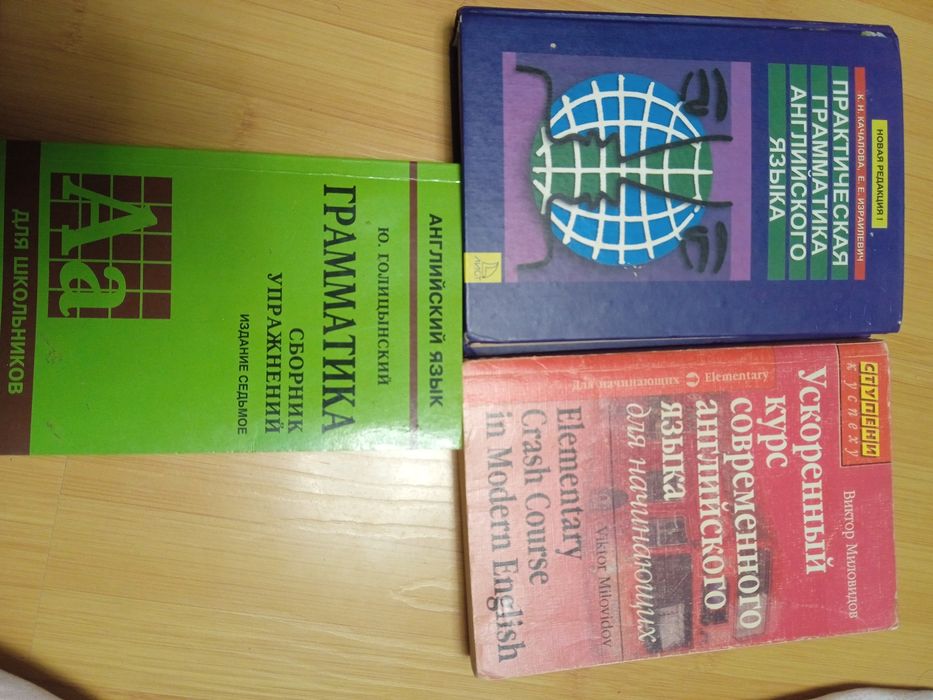 АНГЛИЙСКИЙ ЯЗЫК
Ю. ГОЛИЦЫНСКИЙ
ГРАММАТИКА
СБОРНИК
УПРАЖНЕНИЙ
ИЗДАНИЕ СЕДЬМОЕ
Аа
ДЛЯ ШКОЛЬНИКОВ
НОВАЯ РЕДАКЦИЯ!
К. Н. КАЧАЛОВА, Е. Е. ИЗРАИЛЕВИЧ
ПРАКТИЧЕСКАЯ
ГРАММАТИКА
АНГЛИЙСКОГО
ЯЗЫКА
СТУПЕНИ
к успеху
Виктор Миловидов
Ускоренный
курс
современного
английского
языка
для начинающих
Для начинающих Elementary
Elementary
Crash Course
in Modern English
Viktor Milovidov